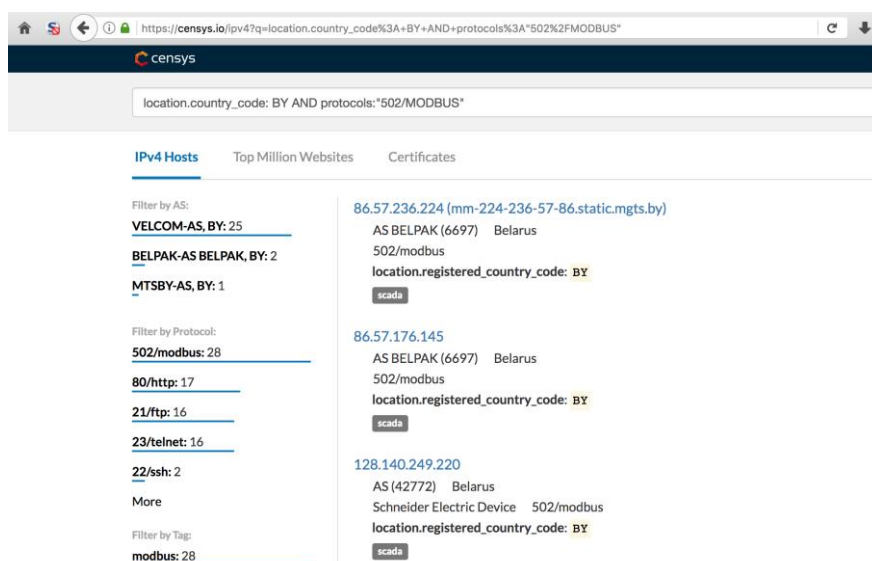 https://censys.io/ipv4?q=location.country_code%3A+BY+AND+protocols%3A"502%2FMODBUS"
censys
location.country_code: BY AND protocols:"502/MODBUS"
IPv4 Hosts Top Million Websites Certificates
Filter by AS:
VELCOM-AS, BY: 25
BELPAK-AS BELPAK, BY: 2
MTSBY-AS, BY: 1
Filter by Protocol:
502/modbus: 28
80/http: 17
21/ftp: 16
23/telnet: 16
22/ssh: 2
More
Filter by Tag:
modbus: 28
86.57.236.224 (mm-224-236-57-86.static.mgts.by)
AS BELPAK (6697) Belarus
502/modbus
location.registered_country_code: BY
scada
86.57.176.145
AS BELPAK (6697) Belarus
502/modbus
location.registered_country_code: BY
scada
128.140.249.220
AS (42772) Belarus
Schneider Electric Device 502/modbus
location.registered_country_code: BY
scada